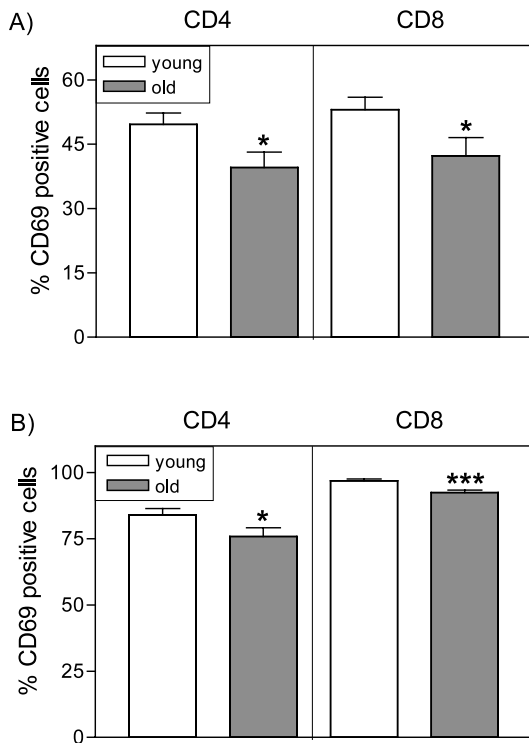 A)
CD4 CD8
young
old
% CD69 positive cells
60
45
30
15
0
* *
B)
CD4 CD8
young
old
% CD69 positive cells
100
75
50
25
0
* ***